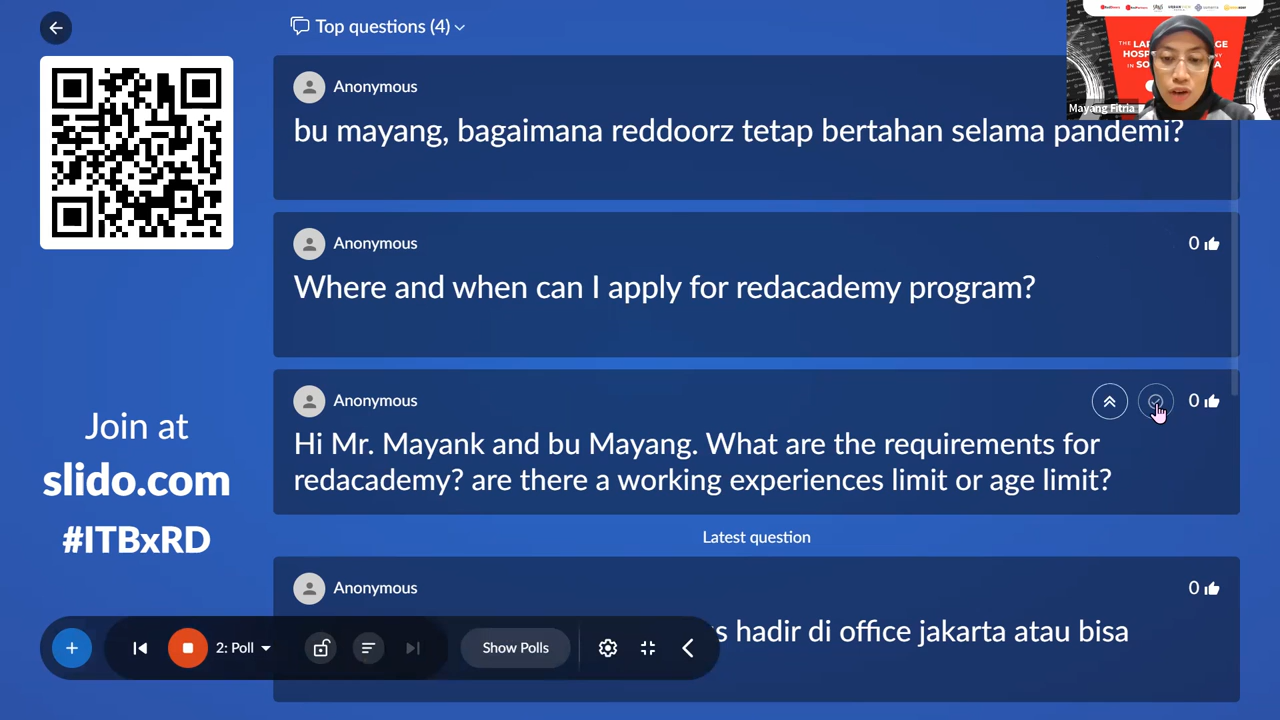 Top questions (4)
Anonymous
bu mayang, bagaimana reddoorz tetap bertahan selama pandemi?
Anonymous
0
Where and when can I apply for redacademy program?
Anonymous
0
Hi Mr. Mayank and bu Mayang. What are the requirements for
redacademy? are there a working experiences limit or age limit?
Latest question
Anonymous
0
s hadir di office jakarta atau bisa
Join at
slido.com
#ITBxRD
2: Poll
Show Polls
Mayang Fitria
THE